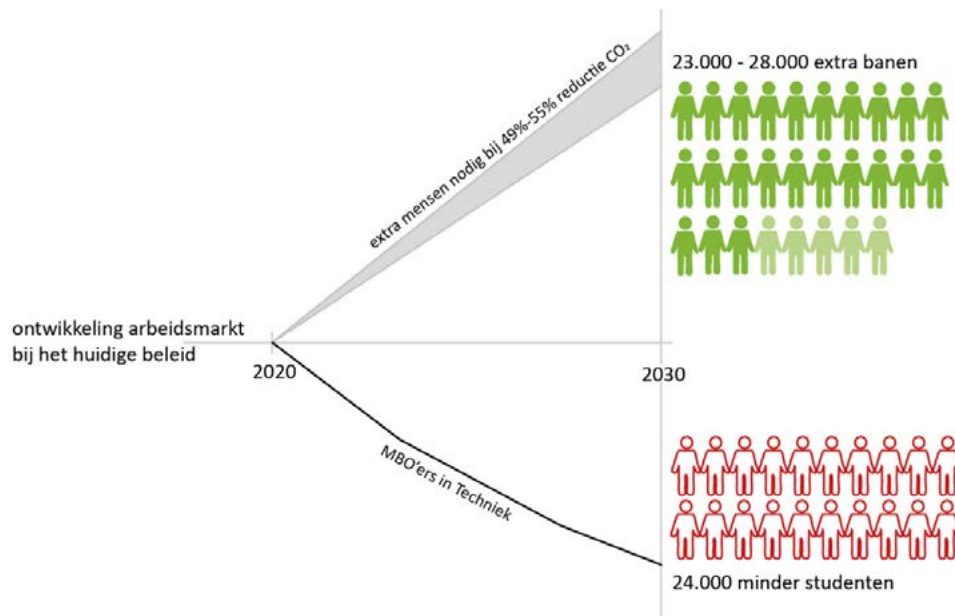 23.000 - 28.000 extra banen
extra mensen nodig bij 49%-55% reductie CO₂
ontwikkeling arbeidsmarkt
bij het huidige beleid
2020
2030
MBO'ers in Techniek
24.000 minder studenten